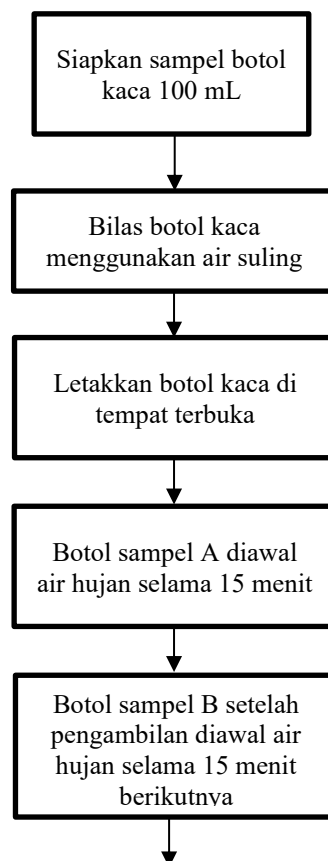 Siapkan sampel botol
kaca 100 mL
Bilas botol kaca
menggunakan air suling
Letakkan botol kaca di
tempat terbuka
Botol sampel A diawal
air hujan selama 15 menit
Botol sampel B setelah
pengambilan diawal air
hujan selama 15 menit
berikutnya